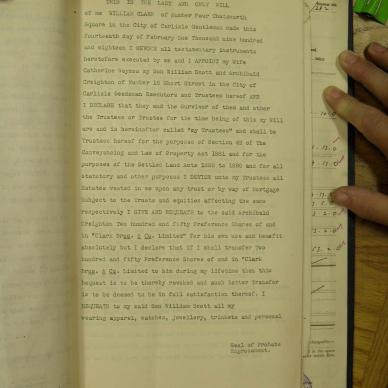 THIS IS THE LAST AND ONLY WILL
of me WILLIAM CLARK of Number Four Chatsworth
Square in the City of Carlisle Gentleman made this
fourteenth day of February One Thousand nine hundred
and eighteen I REVOKE all testamentary instruments
heretofore executed by me and I APPOINT my Wife
Catherine my Son William Scott and Archibald
Creighton of Number 16 Short Street in the City of
Carlisle Seedsman Executors and Trustees hereof AND
I DECLARE that they and the Survivor of them and other
the Trustees or Trustee for the time being of this my Will
are and is hereinafter called "my Trustees" and shall be
Trustees hereof for the purposes of Section 42 of The
Conveyancing and Law of Property Act 1881 and for the
purposes of the Settled Land Acts 1882 to 1890 and for all
statutory and other purposes I DEVISE unto my Trustees all
Estates vested in me upon any trust or by way of Mortgage
Subject to the Trusts and equities affecting the same
respectively I GIVE AND BEQUEATH to the said Archibald
Creighton Two hundred and fifty Preference Shares of and
in "Clark Bros. & Co. Limited" for his own use and benefit
absolutely but I declare that if I shall transfer Two
hundred and fifty Preference Shares of and in "Clark
Bros. & Co. Limited to him during my lifetime then this
bequest is to be thereby revoked and such latter transfer
is to be deemed to be in full satisfaction thereof. I
BEQUEATH to my said Son William Scott all my
wearing apparel, watches, jewellery, trinkets and personal
Seal of Probate
Engrossment.